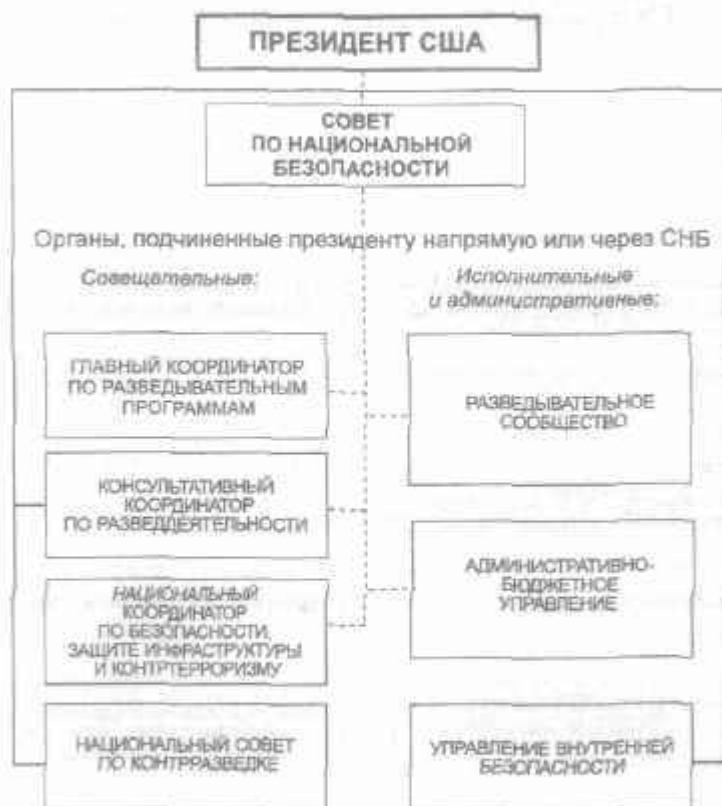 ПРЕЗИДЕНТ США
СОВЕТ
ПО НАЦИОНАЛЬНОЙ
БЕЗОПАСНОСТИ
Органы, подчиненные президенту напрямую или через СНБ
Совещательные:
ГЛАВНЫЙ КООРДИНАТОР
ПО РАЗВЕДЫВАТЕЛЬНЫМ
ПРОГРАММАМ
КОНСУЛЬТАТИВНЫЙ
КООРДИНАТОР
ПО РАЗВЕДДЕЯТЕЛЬНОСТИ
НАЦИОНАЛЬНЫЙ
КООРДИНАТОР
ПО БЕЗОПАСНОСТИ,
ЗАЩИТЕ ИНФРАСТРУКТУРЫ
И КОНТРТЕРРОРИЗМУ
НАЦИОНАЛЬНЫЙ СОВЕТ
ПО КОНТРРАЗВЕДКЕ
Исполнительные
и административные:
РАЗВЕДЫВАТЕЛЬНОЕ
СООБЩЕСТВО
АДМИНИСТРАТИВНО-
БЮДЖЕТНОЕ
УПРАВЛЕНИЕ
УПРАВЛЕНИЕ ВНУТРЕННЕЙ
БЕЗОПАСНОСТИ